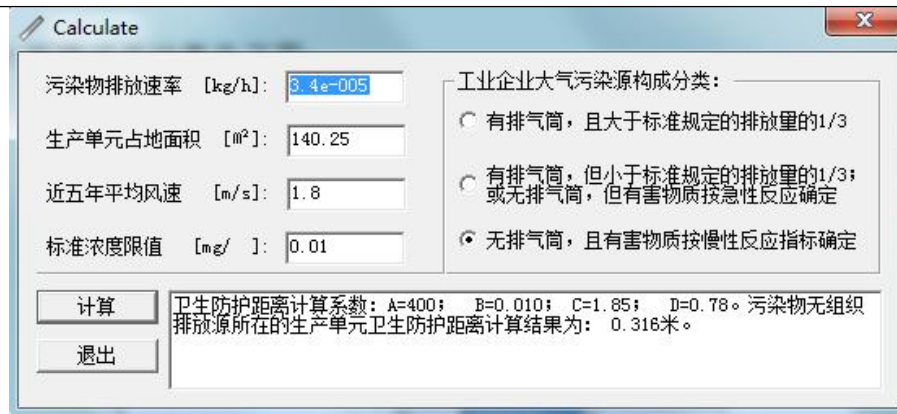 Calculate
污染物排放速率 [kg/h]: 3.4e-005
生产单元占地面积 [m²]: 140.25
近五年平均风速 [m/s]: 1.8
标准浓度限值 [mg/ ]: 0.01
工业企业大气污染源构成分类:
有排气筒，且大于标准规定的排放量的1/3
有排气筒，但小于标准规定的排放量的1/3；
或无排气筒，但有害物质按急性反应确定
无排气筒，且有害物质按慢性反应指标确定
计算
退出
卫生防护距离计算系数: A=400； B=0.010； C=1.85； D=0.78。污染物无组织
排放源所在的生产单元卫生防护距离计算结果为: 0.316米。